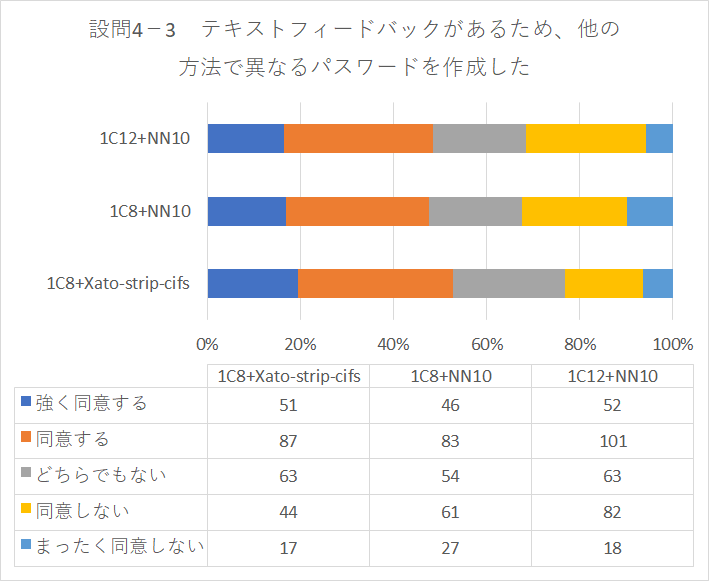 設問4－3　テキストフィードバックがあるため、他の
方法で異なるパスワードを作成した
1C12+NN10
1C8+NN10
1C8+Xato-strip-cifs
0% 20% 40% 60% 80% 100%
1C8+Xato-strip-cifs 1C8+NN10 1C12+NN10
強く同意する 51 46 52
同意する 87 83 101
どちらでもない 63 54 63
同意しない 44 61 82
まったく同意しない 17 27 18